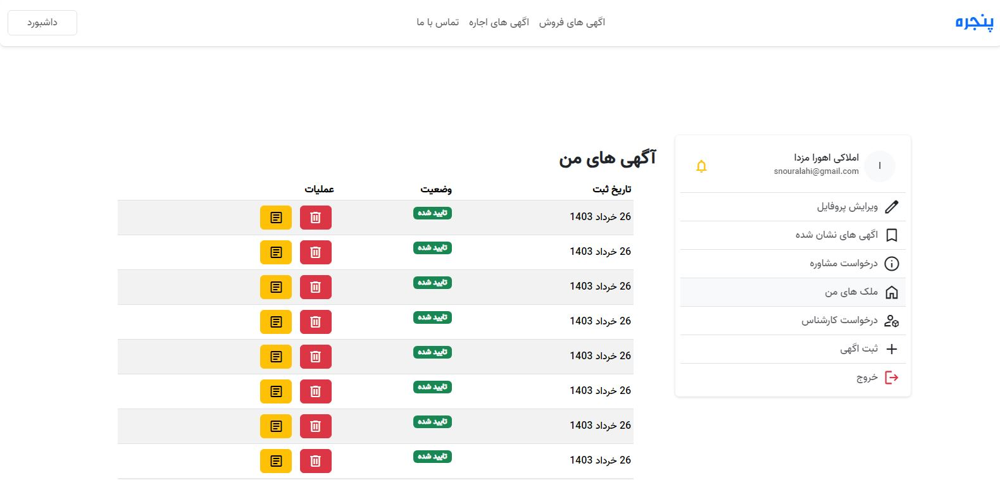 پنجره
اگهی های فروش
اگهی های اجاره
تماس با ما
داشبورد
ا
املاکی اهورا مزدا
snouralahi@gmail.com
ویرایش پروفایل
اگهی های نشان شده
درخواست مشاوره
ملک های من
درخواست کارشناس
ثبت اگهی
خروج
آگهی های من
تاریخ ثبت وضعیت عملیات
26 خرداد 1403 تایید شده
26 خرداد 1403 تایید شده
26 خرداد 1403 تایید شده
26 خرداد 1403 تایید شده
26 خرداد 1403 تایید شده
26 خرداد 1403 تایید شده
26 خرداد 1403 تایید شده
26 خرداد 1403 تایید شده